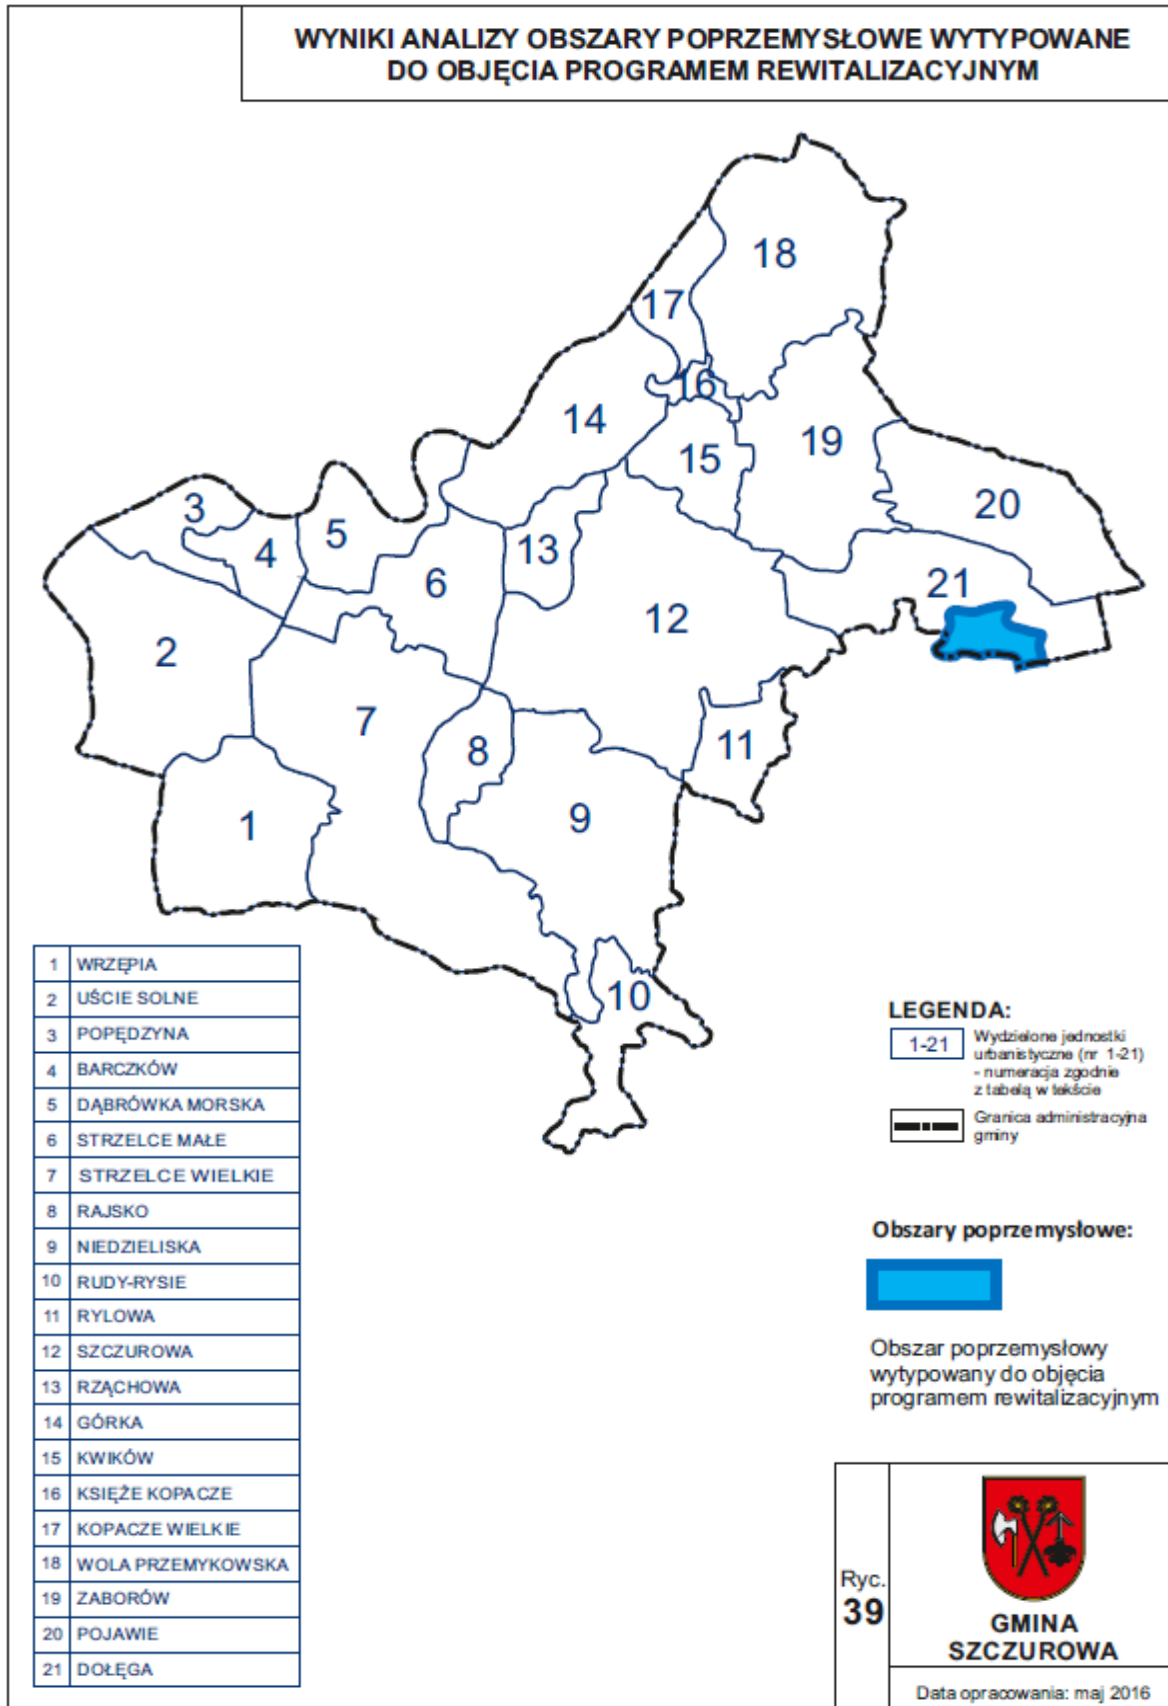 WYNIKI ANALIZY OBSZARY POPRZEMYSŁOWE WYTYPOWANE
DO OBJĘCIA PROGRAMEM REWITALIZACYJNYM
18
17
16
14
15
19
20
3
5
4
13
6
21
12
2
7
8
11
9
1
10
1 WRZĘPIA
2 UŚCIE SOLNE
3 POPĘDZYNA
4 BARCZKÓW
5 DĄBRÓWKA MORSKA
6 STRZELCE MAŁE
7 STRZELCE WIELKIE
8 RAJSKO
9 NIEDZIELISKA
10 RUDY-RYSIE
11 RYLOWA
12 SZCZUROWA
13 RZĄCHOWA
14 GÓRKA
15 KWIKÓW
16 KSIĘŻE KOPACZE
17 KOPACZE WIELKIE
18 WOLA PRZEMYKOWSKA
19 ZABORÓW
20 POJAWIE
21 DOŁĘGA
LEGENDA:
1-21
Wydzielone jednostki
urbanistyczne (nr 1-21)
- numeracja zgodnie
z tabelą w tekście
Granica administracyjna
gminy
Obszary poprzemysłowe:
Obszar poprzemysłowy
wytypowany do objęcia
programem rewitalizacyjnym
Ryc.
39
GMINA
SZCZUROWA
Data opracowania: maj 2016